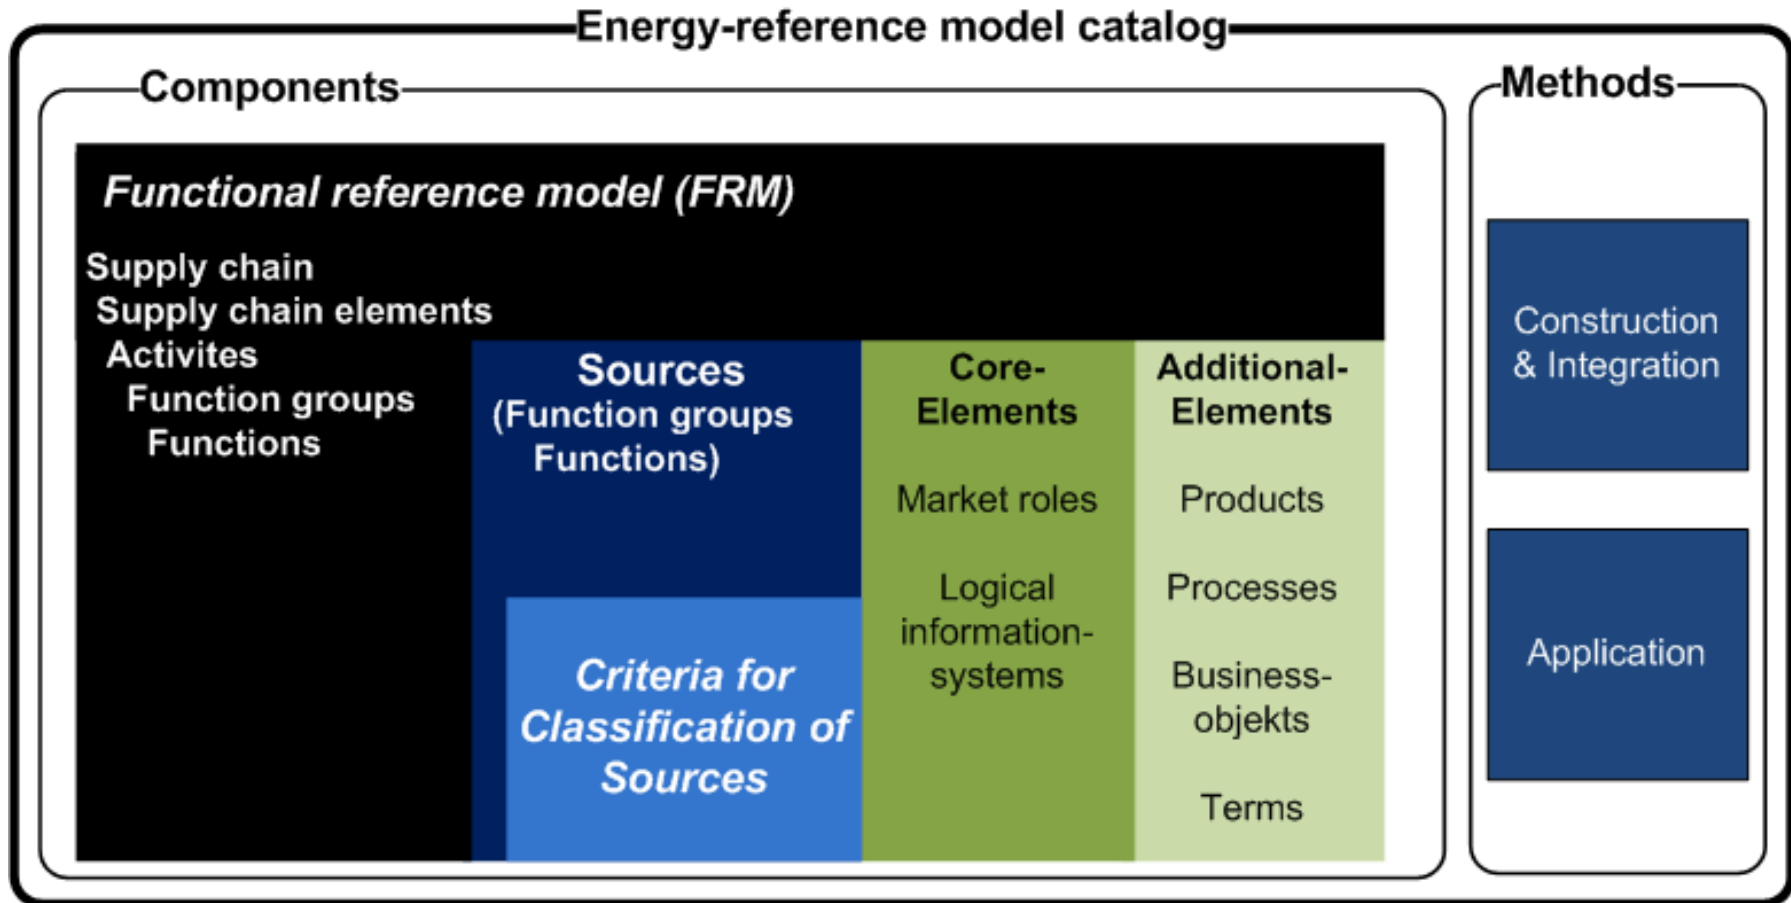 Energy-reference model catalog
Components
Functional reference model (FRM)
Supply chain
Supply chain elements
Activites
Function groups
Functions
Sources
(Function groups
Functions)
Criteria for
Classification of
Sources
Core-
Elements
Market roles
Logical
information-
systems
Additional-
Elements
Products
Processes
Business-
objekts
Terms
Methods
Construction
& Integration
Application